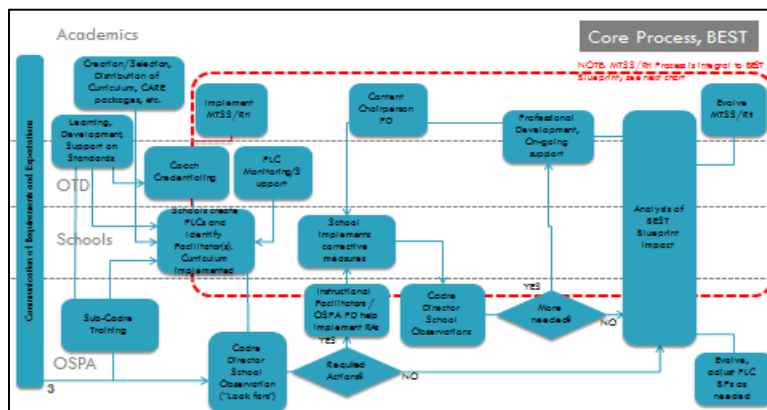 Academics
Core Process, BEST
NOTE, MTSS/RtI Process is integral to BEST
Blueprint, see next chart
Creation/Selection,
Distribution of
Curriculum, CARE
packages, etc.
Implement
MTSS/RtI
Content
Chairperson
PD
Professional
Development,
On-going
support
Evolve
MTSS/RtI
Learning,
Development,
Support on
Standards
OTD
Coach
Credentialing
PLC
Monitoring/S
upport
Communication of Requirements and Expectations
Schools
Schools create
PLCs and
Identify
Facilitator(s).
Curriculum
Implemented
School
Implements
corrective
measures
Analysis of
BEST
Blueprint
Impact
Sub-Cadre
Training
Instructional
Facilitators /
OSPA PD help
implement RAs
Cadre Director
School
Observations
YES
More
needed?
NO
OSPA
Cadre
Director
School
Observation
("Look fors")
YES
Required
Actions?
NO
Evolve,
adjust PLC
BPs as
needed
3